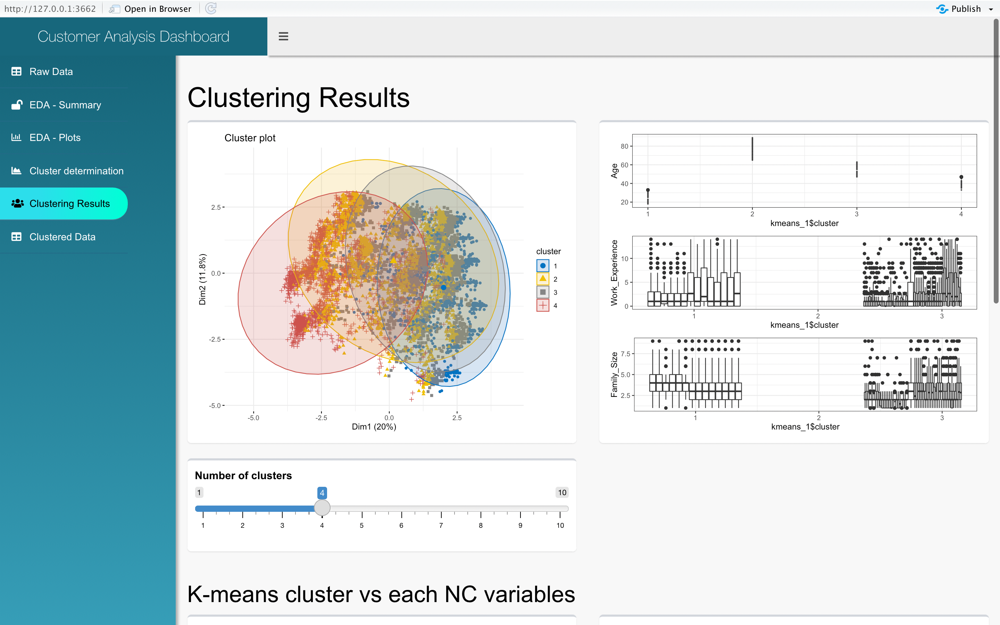 http://127.0.0.1:3662 Open in Browser Publish
Customer Analysis Dashboard
Raw Data
EDA - Summary
EDA - Plots
Cluster determination
Clustering Results
Clustered Data
Clustering Results
Cluster plot
2.5
0.0
-2.5
-5.0
Dim2 (11.8%)
-5.0 -2.5 0.0 2.5
Dim1 (20%)
cluster
1
2
3
4
Age
80
60
40
20
1 2 3 4
kmeans_1$cluster
Work_Experience
10
5
0
1 2 3
kmeans_1$cluster
Family_Size
7.5
5.0
2.5
1 2 3
kmeans_1$cluster
Number of clusters
1 4 10
1 2 3 4 5 6 7 8 9 10
K-means cluster vs each NC variables